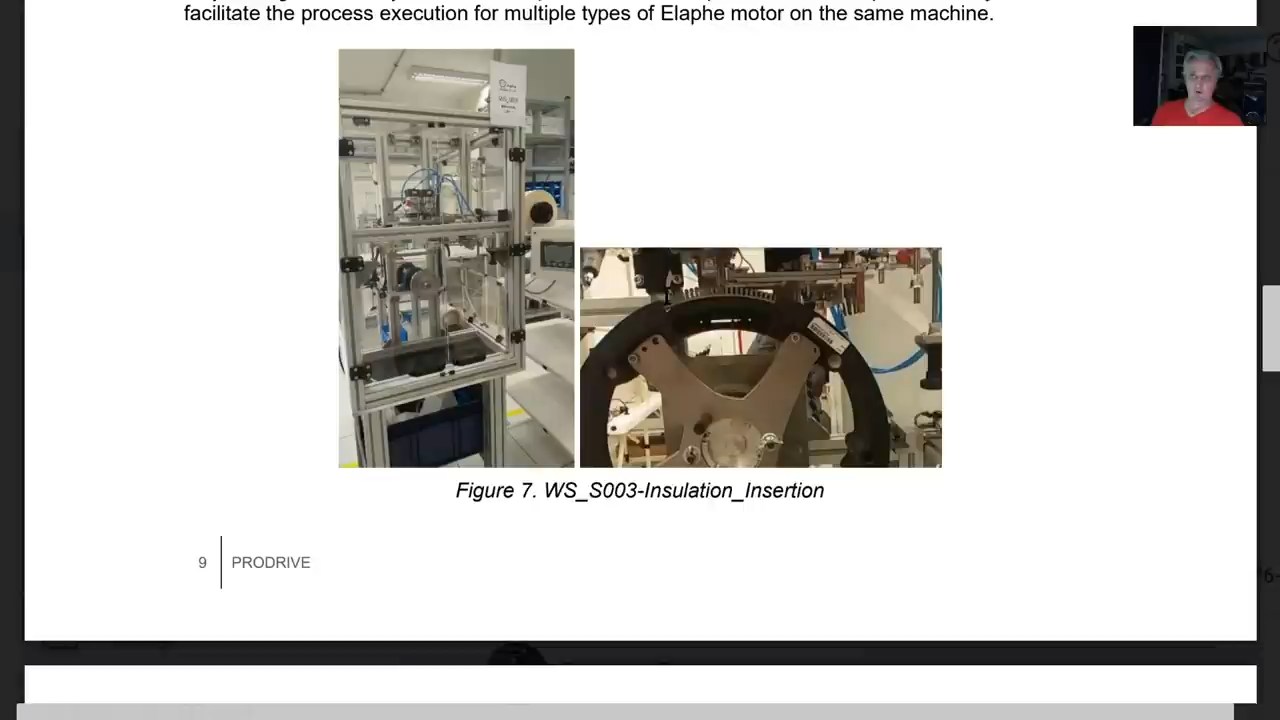 facilitate the process execution for multiple types of Elaphe motor on the same machine.
Figure 7. WS_S003-Insulation_Insertion
9 PRODRIVE